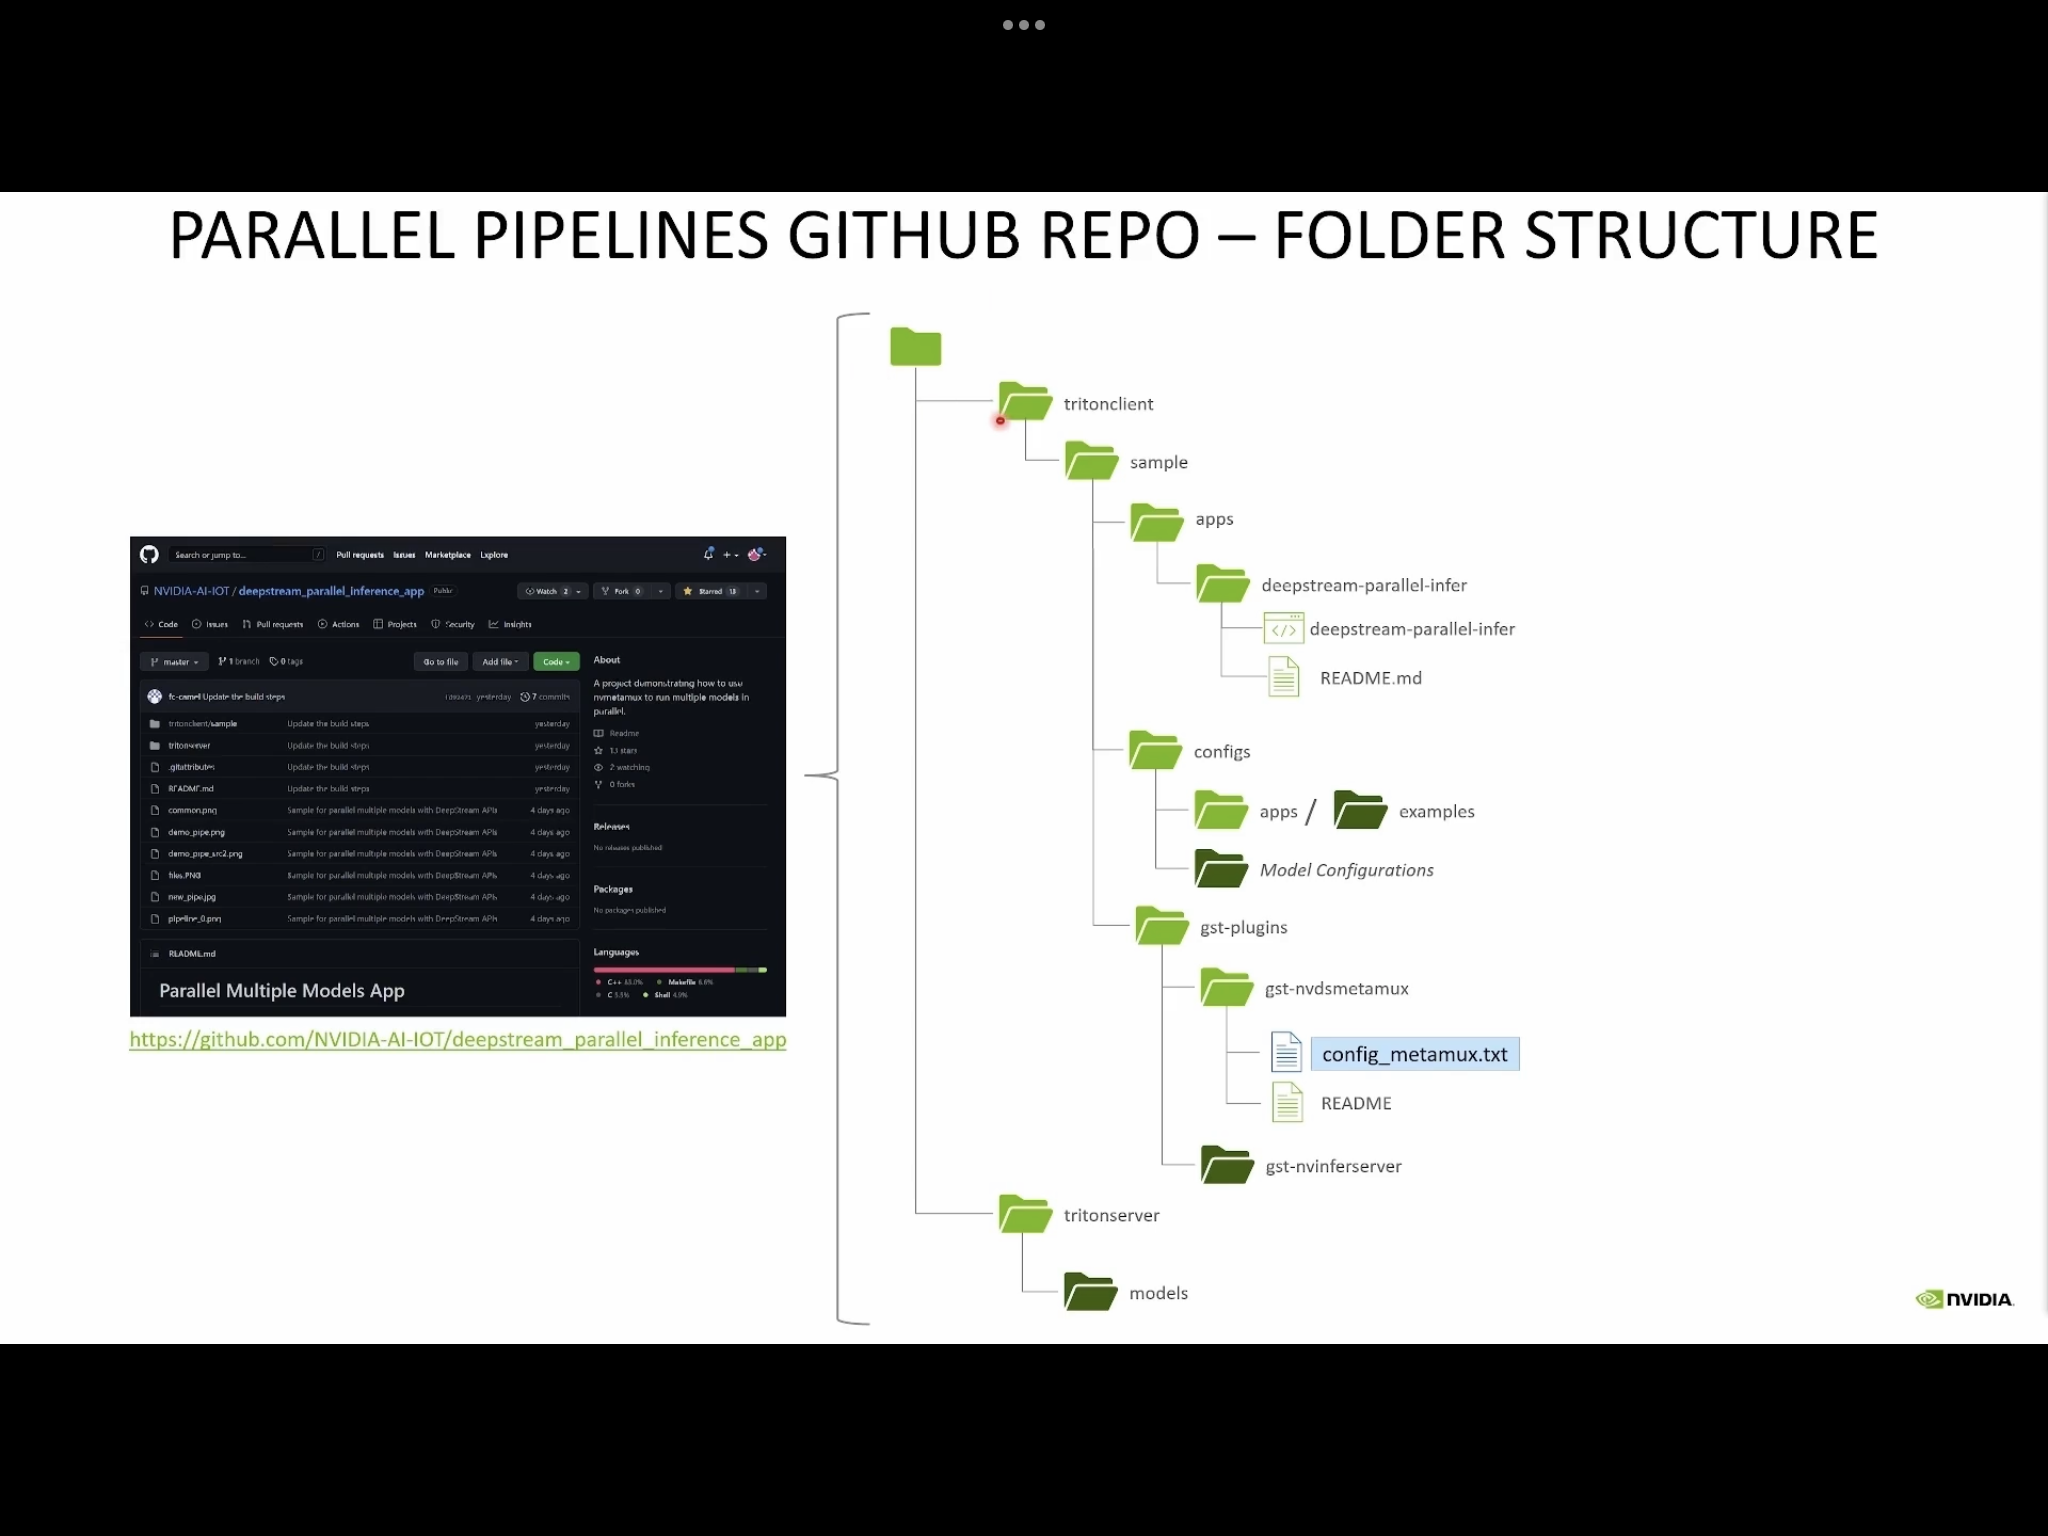 PARALLEL PIPELINES GITHUB REPO – FOLDER STRUCTURE
Search or jump to... /
Pull requests Issues Marketplace Explore
NVIDIA-AI-IOT / deepstream_parallel_inference_app Public
Watch 2 Fork 0 Starred 13
Code Issues Pull requests Actions Projects Security Insights
master 1 branch 0 tags Go to file Add file Code
fc-camel Update the build steps yesterday 7 commits
tritonclient/sample Update the build steps yesterday
tritonserver Update the build steps yesterday
.gitattributes Update the build steps yesterday
README.md Update the build steps yesterday
common.png Sample for parallel multiple models with DeepStream APIs 4 days ago
demo_pipe.png Sample for parallel multiple models with DeepStream APIs 4 days ago
demo_pipe_src2.png Sample for parallel multiple models with DeepStream APIs 4 days ago
files.PNG Sample for parallel multiple models with DeepStream APIs 4 days ago
new_pipe.jpg Sample for parallel multiple models with DeepStream APIs 4 days ago
pipeline_0.png Sample for parallel multiple models with DeepStream APIs 4 days ago
README.md
Parallel Multiple Models App
About
A project demonstrating how to use
nvmetamux to run multiple models in
parallel.
Readme
13 stars
2 watching
0 forks
Releases
No releases published
Packages
No packages published
Languages
C++ Makefile 6.6%
C 3.5% Shell
https://github.com/NVIDIA-AI-IOT/deepstream_parallel_inference_app
tritonclient
sample
apps
deepstream-parallel-infer
</> deepstream-parallel-infer
README.md
configs
apps / examples
Model Configurations
gst-plugins
gst-nvdsmetamux
config_metamux.txt
README
gst-nvinferserver
tritonserver
models
NVIDIA